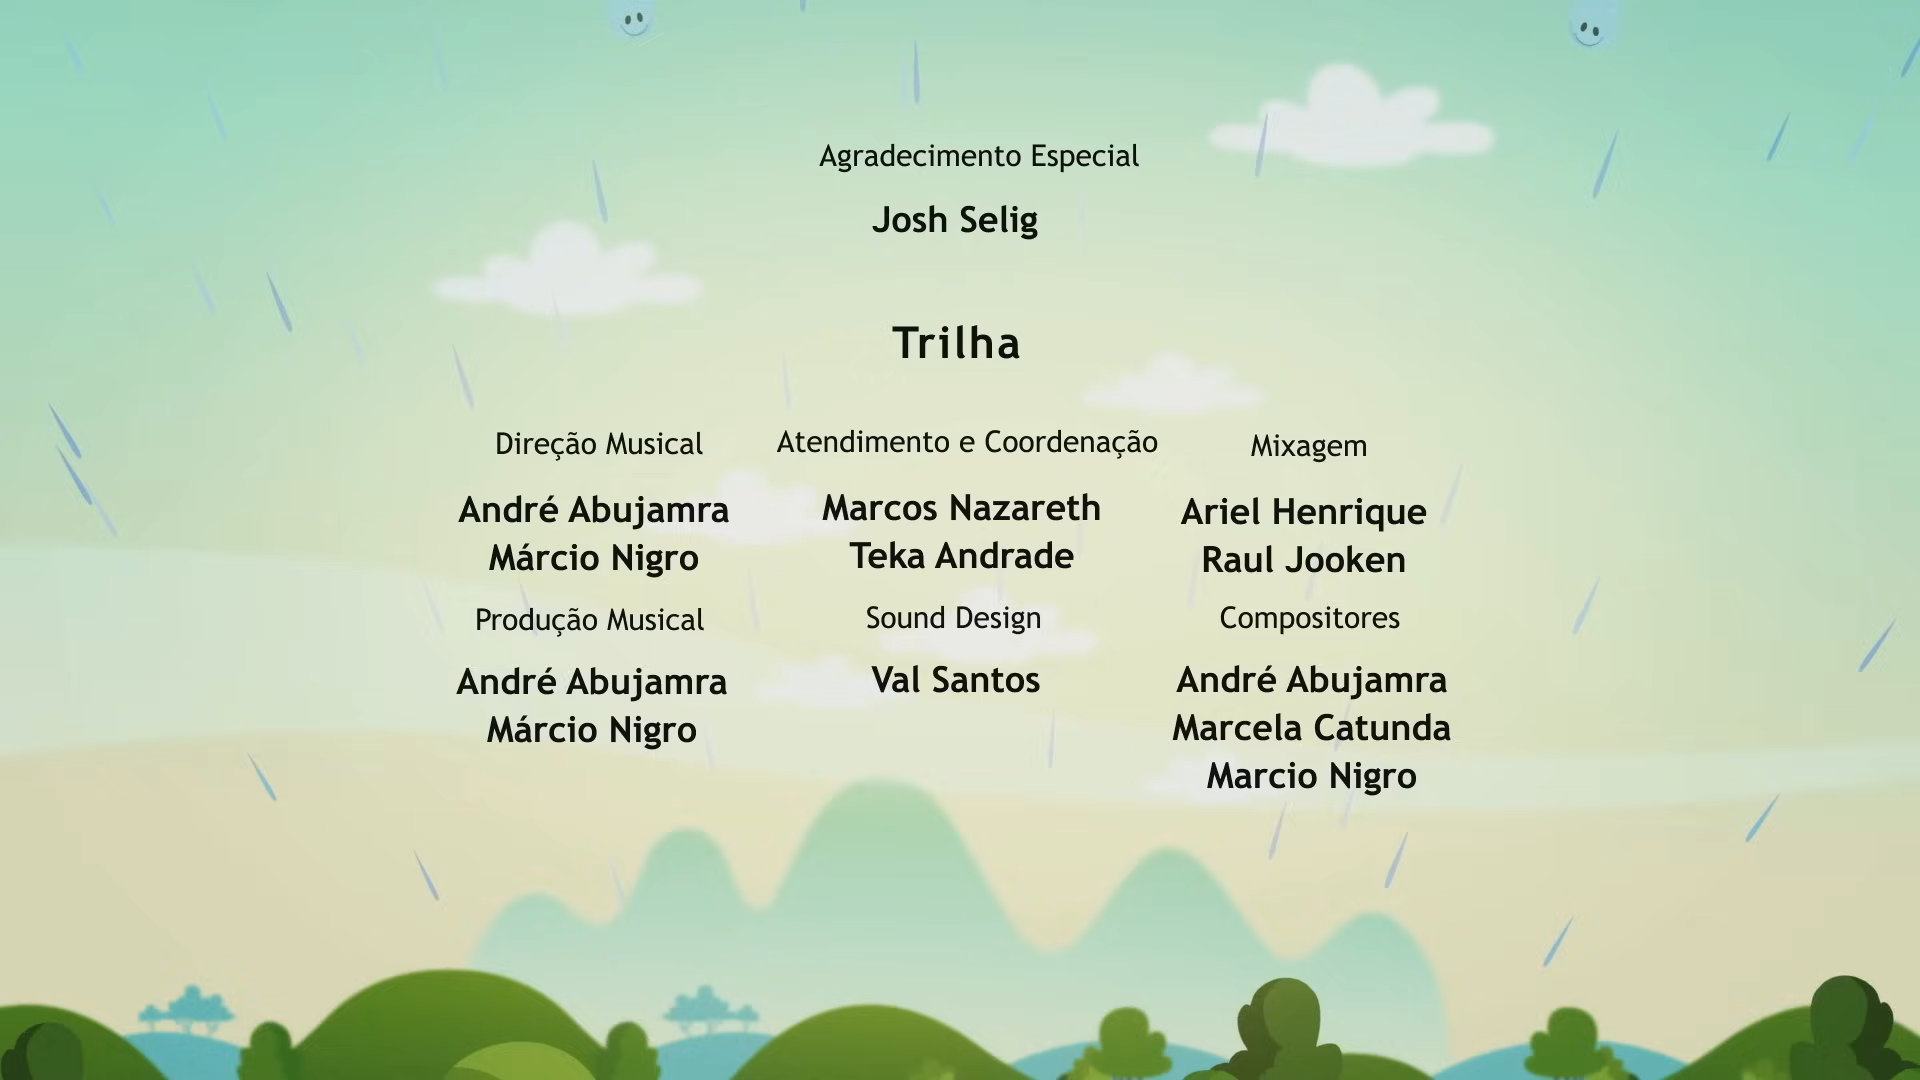 Agradecimento Especial
Josh Selig
Trilha
Direção Musical
André Abujamra
Márcio Nigro
Atendimento e Coordenação
Marcos Nazareth
Teka Andrade
Mixagem
Ariel Henrique
Raul Jooken
Produção Musical
André Abujamra
Márcio Nigro
Sound Design
Val Santos
Compositores
André Abujamra
Marcela Catunda
Marcio Nigro